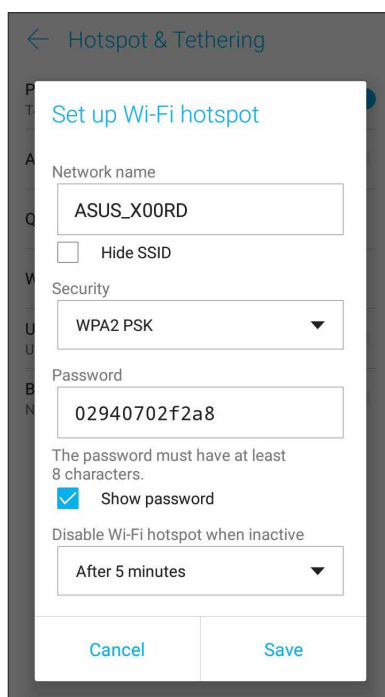 Hotspot & Tethering
P
T
A
Q
W
U
U
B
N
Set up Wi-Fi hotspot
Network name
ASUS_X00RD
Hide SSID
Security
WPA2 PSK
Password
02940702f2a8
The password must have at least
8 characters.
Show password
Disable Wi-Fi hotspot when inactive
After 5 minutes
Cancel
Save